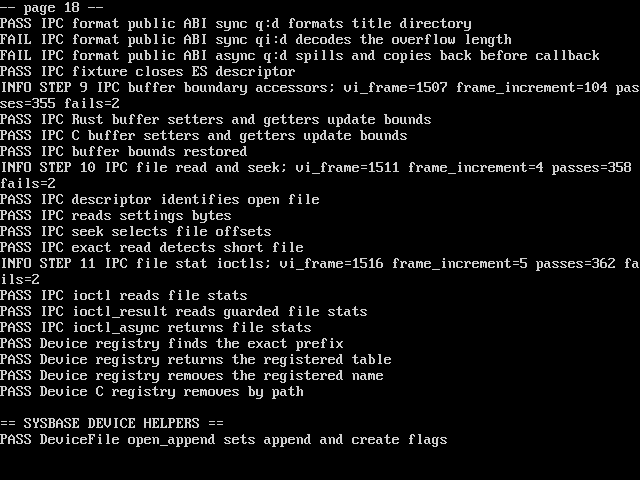 -- page 18 --
PASS IPC format public ABI sync q:d formats title directory
FAIL IPC format public ABI sync qi:d decodes the overflow length
FAIL IPC format public ABI async q:d spills and copies back before callback
PASS IPC fixture closes ES descriptor
INFO STEP 9 IPC buffer boundary accessors; vi_frame=1507 frame_increment=104 pas
ses=355 fails=2
PASS IPC Rust buffer setters and getters update bounds
PASS IPC C buffer setters and getters update bounds
PASS IPC buffer bounds restored
INFO STEP 10 IPC file read and seek; vi_frame=1511 frame_increment=4 passes=358
fails=2
PASS IPC descriptor identifies open file
PASS IPC reads settings bytes
PASS IPC seek selects file offsets
PASS IPC exact read detects short file
INFO STEP 11 IPC file stat ioctls; vi_frame=1516 frame_increment=5 passes=362 fa
ils=2
PASS IPC ioctl reads file stats
PASS IPC ioctl_result reads guarded file stats
PASS IPC ioctl_async returns file stats
PASS Device registry finds the exact prefix
PASS Device registry returns the registered table
PASS Device registry removes the registered name
PASS Device C registry removes by path
== SYSBASE DEVICE HELPERS ==
PASS DeviceFile open_append sets append and create flags